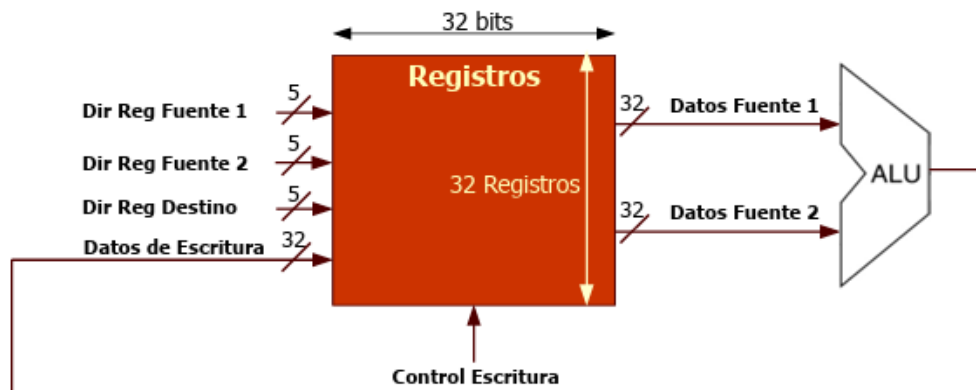 32 bits
Registros
Dir Reg Fuente 1
5
32
Datos Fuente 1
Dir Reg Fuente 2
5
32 Registros
ALU
Dir Reg Destino
5
32
Datos Fuente 2
Datos de Escritura
32
Control Escritura